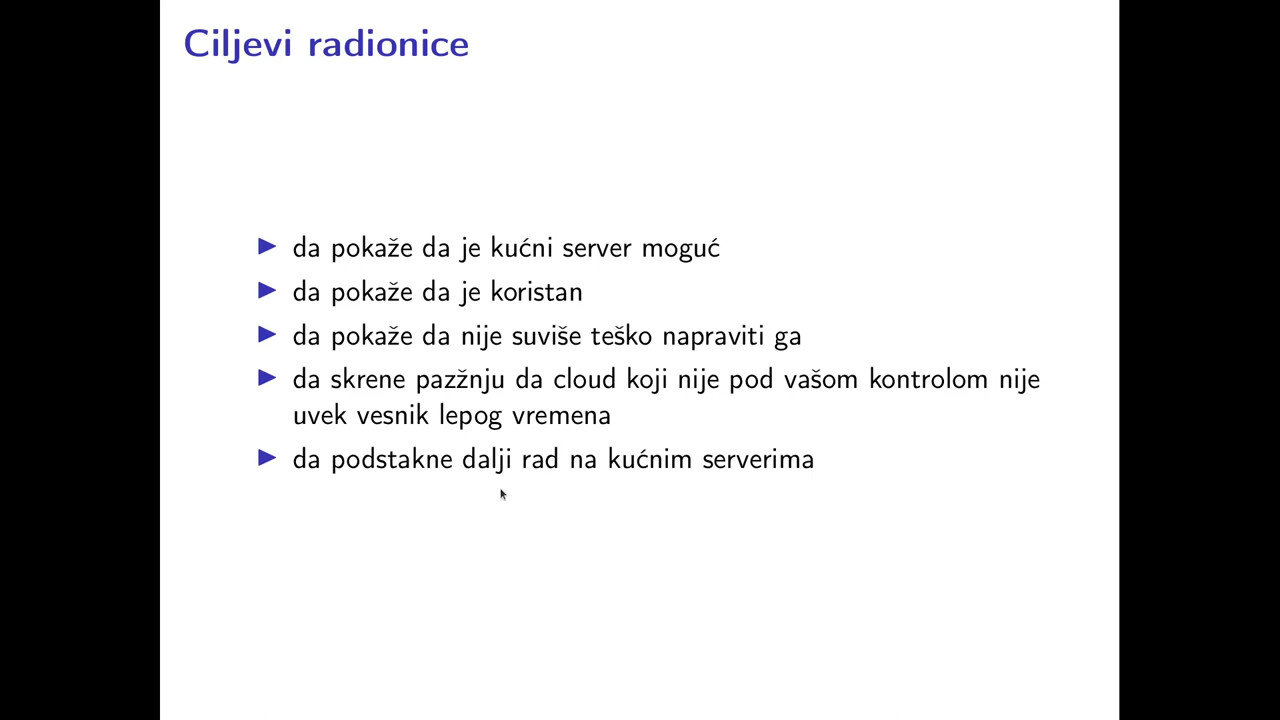 Ciljevi radionice
da pokaže da je kućni server moguć
da pokaže da je koristan
da pokaže da nije suviše teško napraviti ga
da skrene pazžnju da cloud koji nije pod vašom kontrolom nije
uvek vesnik lepog vremena
da podstakne dalji rad na kućnim serverima